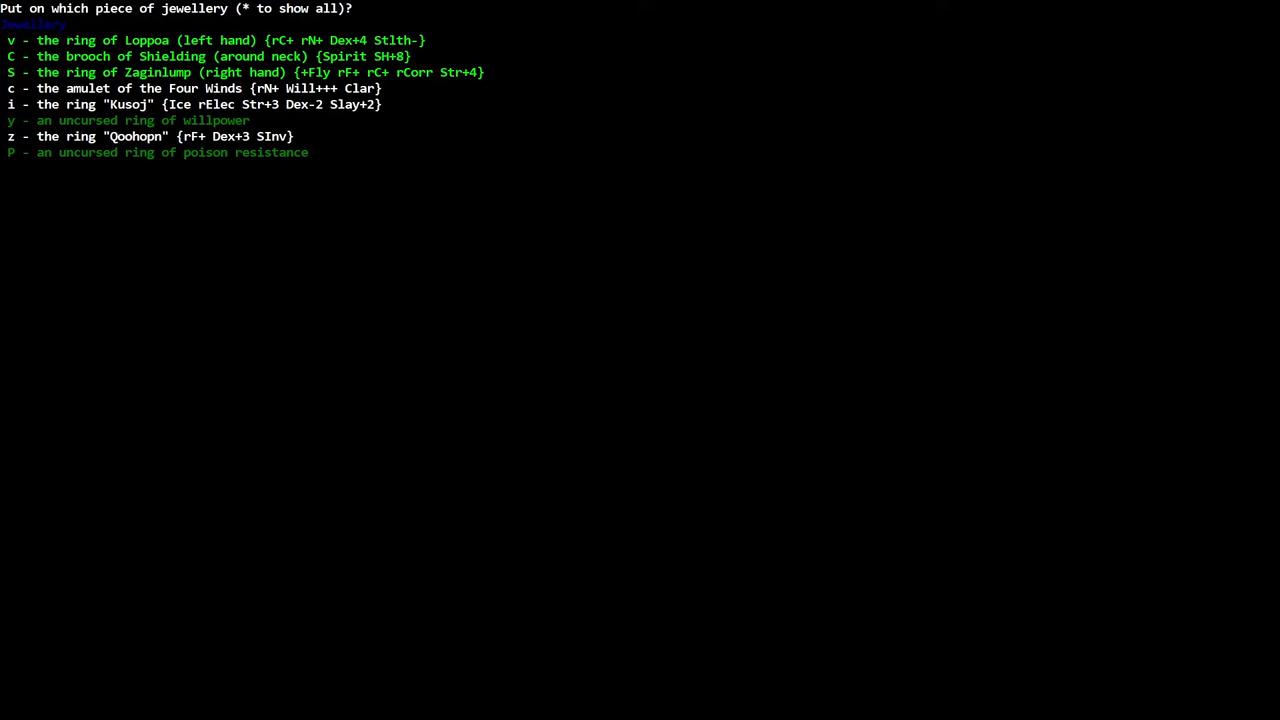 Put on which piece of jewellery (* to show all)?
Jewellery
v - the ring of Loppoa (left hand) {rC+ rN+ Dex+4 Stlth-}
C - the brooch of Shielding (around neck) {Spirit SH+8}
S - the ring of Zaginlump (right hand) {+Fly rF+ rC+ rCorr Str+4}
c - the amulet of the Four Winds {rN+ Will+++ Clar}
i - the ring "Kusoj" {Ice rElec Str+3 Dex-2 Slay+2}
y - an uncursed ring of willpower
z - the ring "Qoohopn" {rF+ Dex+3 SInv}
P - an uncursed ring of poison resistance